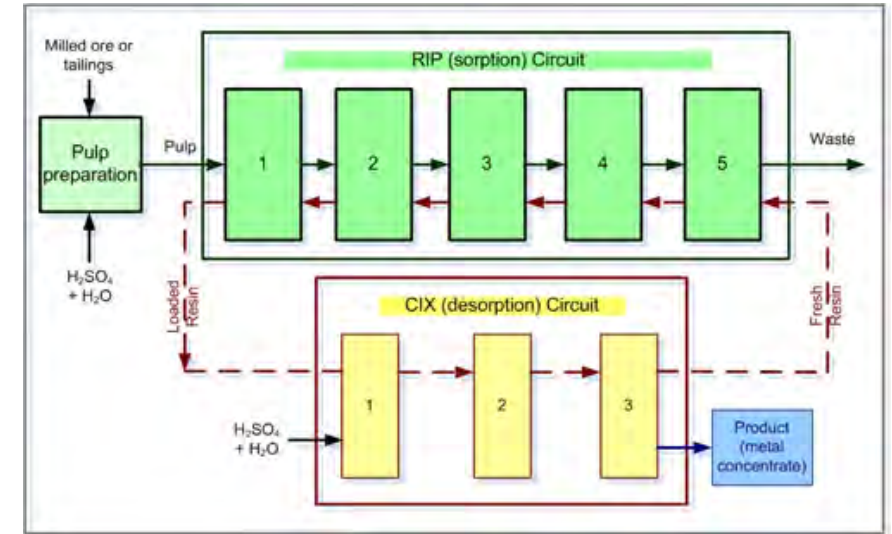 RIP (sorption) Circuit
Milled ore or
tailings
Pulp
preparation
Pulp
1
2
3
4
5
Waste
H₂SO₄
+ H₂O
Loaded
Resin
Fresh
Resin
CIX (desorption) Circuit
1
2
3
H₂SO₄
+ H₂O
Product
(metal
concentrate)